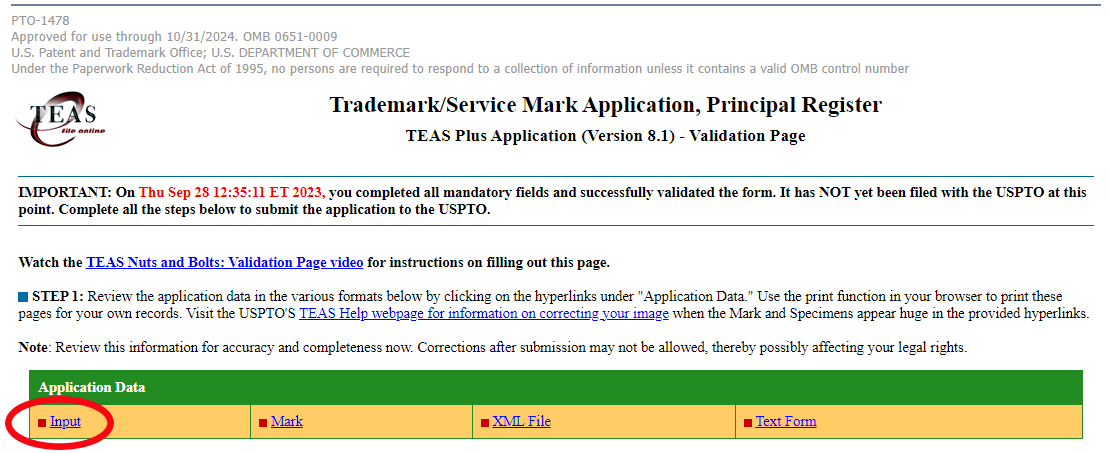 PTO-1478
Approved for use through 10/31/2024. OMB 0651-0009
U.S. Patent and Trademark Office; U.S. DEPARTMENT OF COMMERCE
Under the Paperwork Reduction Act of 1995, no persons are required to respond to a collection of information unless it contains a valid OMB control number
TEAS
file online
Trademark/Service Mark Application, Principal Register
TEAS Plus Application (Version 8.1) - Validation Page
IMPORTANT: On Thu Sep 28 12:35:11 ET 2023, you completed all mandatory fields and successfully validated the form. It has NOT yet been filed with the USPTO at this
point. Complete all the steps below to submit the application to the USPTO.
Watch the TEAS Nuts and Bolts: Validation Page video for instructions on filling out this page.
STEP 1: Review the application data in the various formats below by clicking on the hyperlinks under "Application Data." Use the print function in your browser to print these
pages for your own records. Visit the USPTO'S TEAS Help webpage for information on correcting your image when the Mark and Specimens appear huge in the provided hyperlinks.
Note: Review this information for accuracy and completeness now. Corrections after submission may not be allowed, thereby possibly affecting your legal rights.
Application Data
Input Mark XML File Text Form